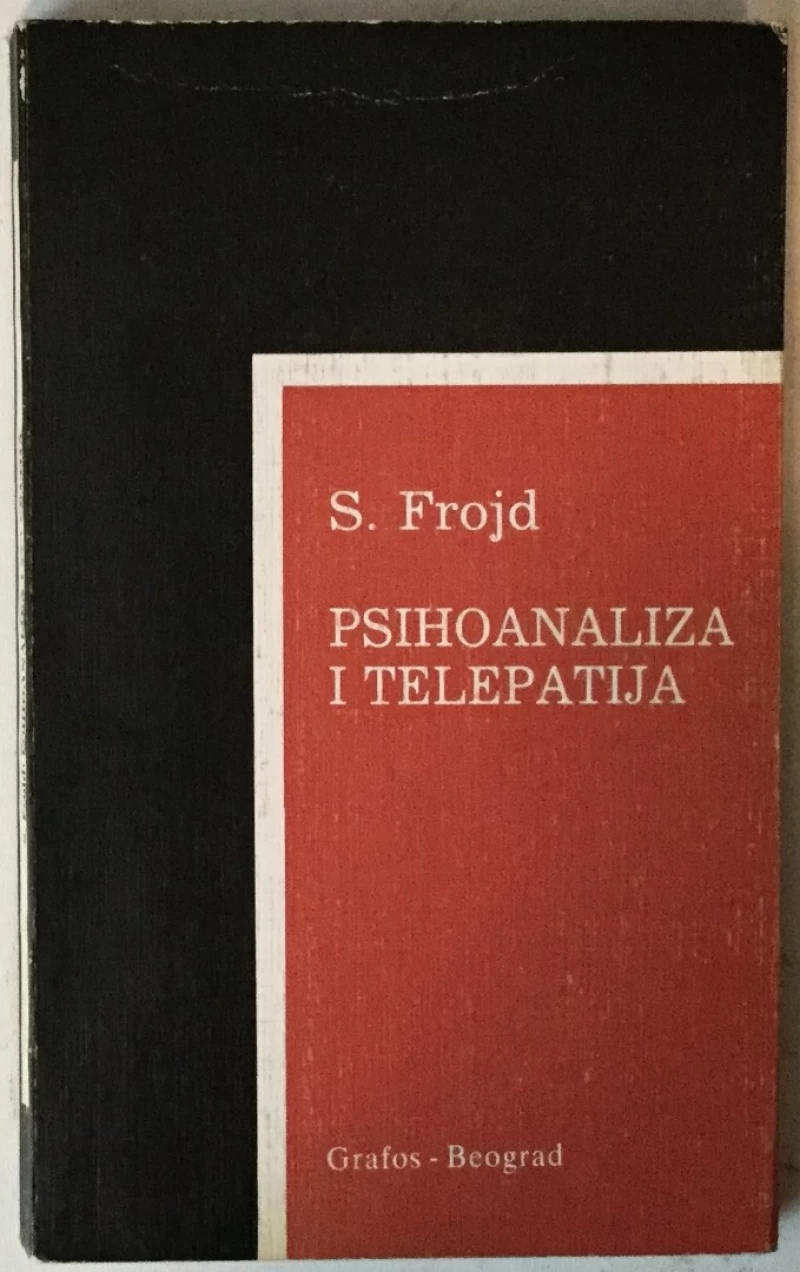 S. Frojd
PSIHOANALIZA
I TELEPATIJA
Grafos - Beograd